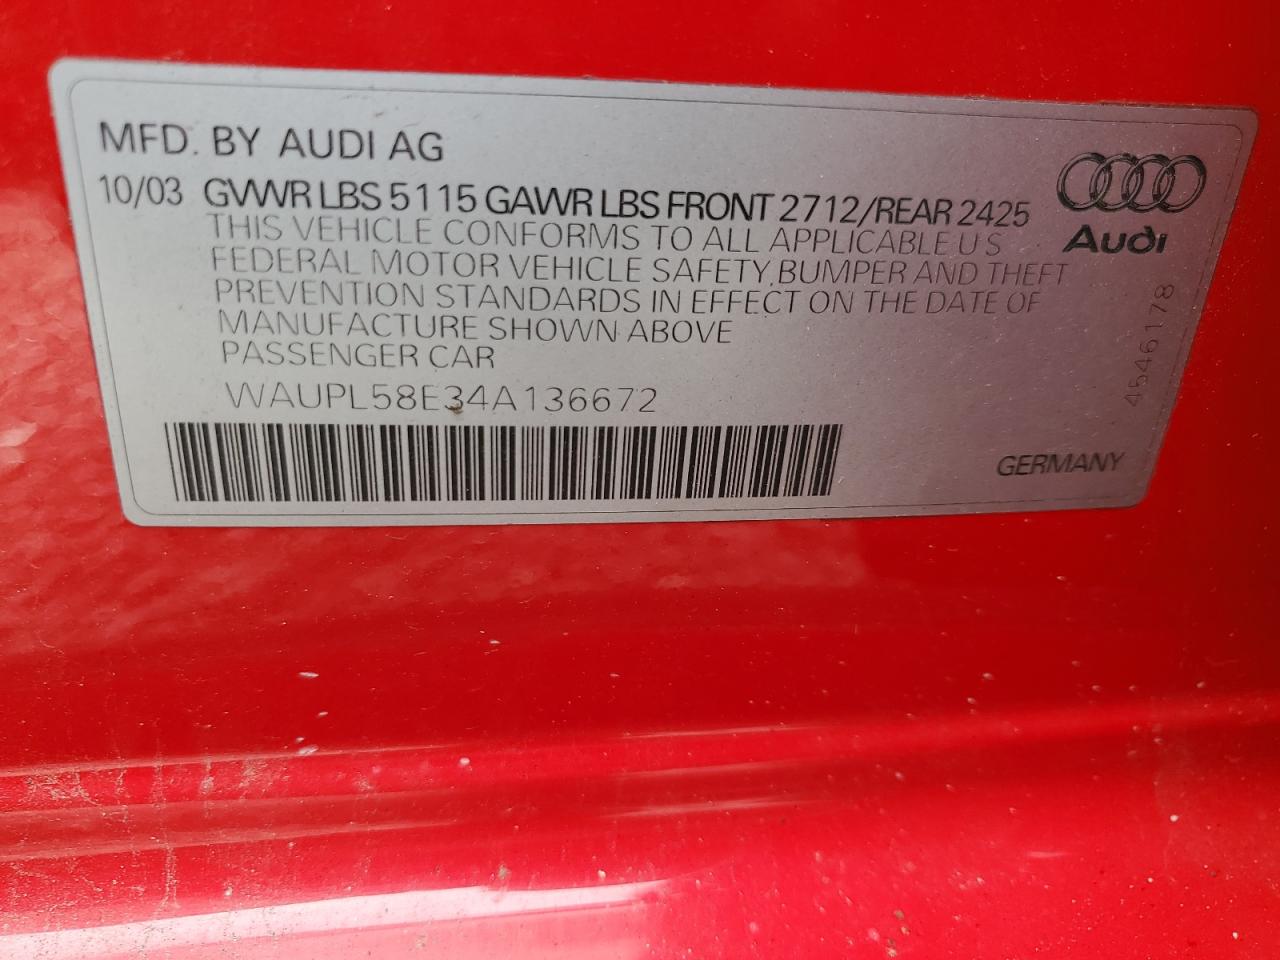 MFD. BY AUDI AG
10/03 GVWR LBS 5115 GAWR LBS FRONT 2712/REAR 2425
THIS VEHICLE CONFORMS TO ALL APPLICABLE U S
FEDERAL MOTOR VEHICLE SAFETY, BUMPER AND THEFT
PREVENTION STANDARDS IN EFFECT ON THE DATE OF
MANUFACTURE SHOWN ABOVE
PASSENGER CAR
WAUPL58E34A136672
Audi
4546178
GERMANY